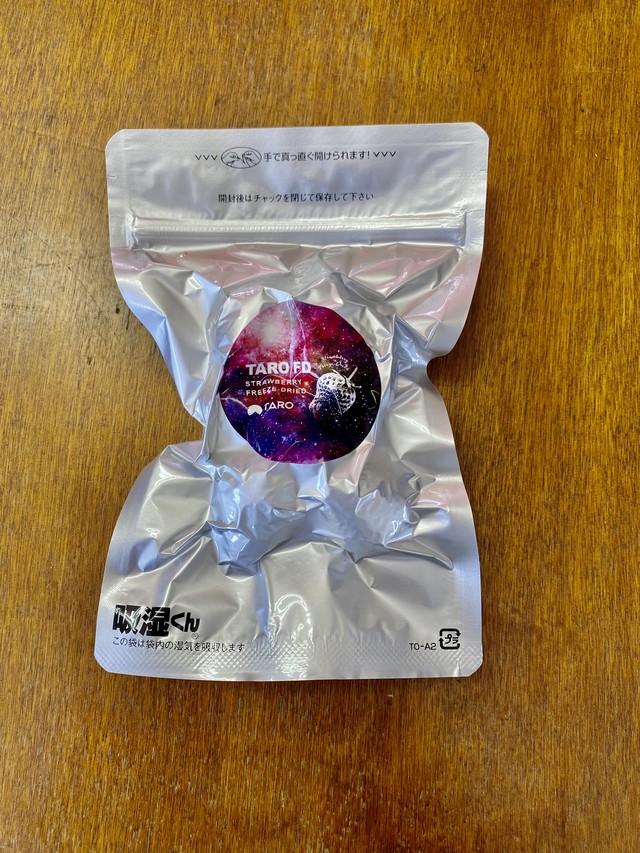 ∨∨∨ 手で真っ直ぐ開けられます! ∨∨∨
開封後はチャックを閉じて保存して下さい
TARO FD
STRAWBERRY
FREEZE DRIED
TARO
吸湿くん
この袋は袋内の湿気を吸収します
TO-A2 プラ